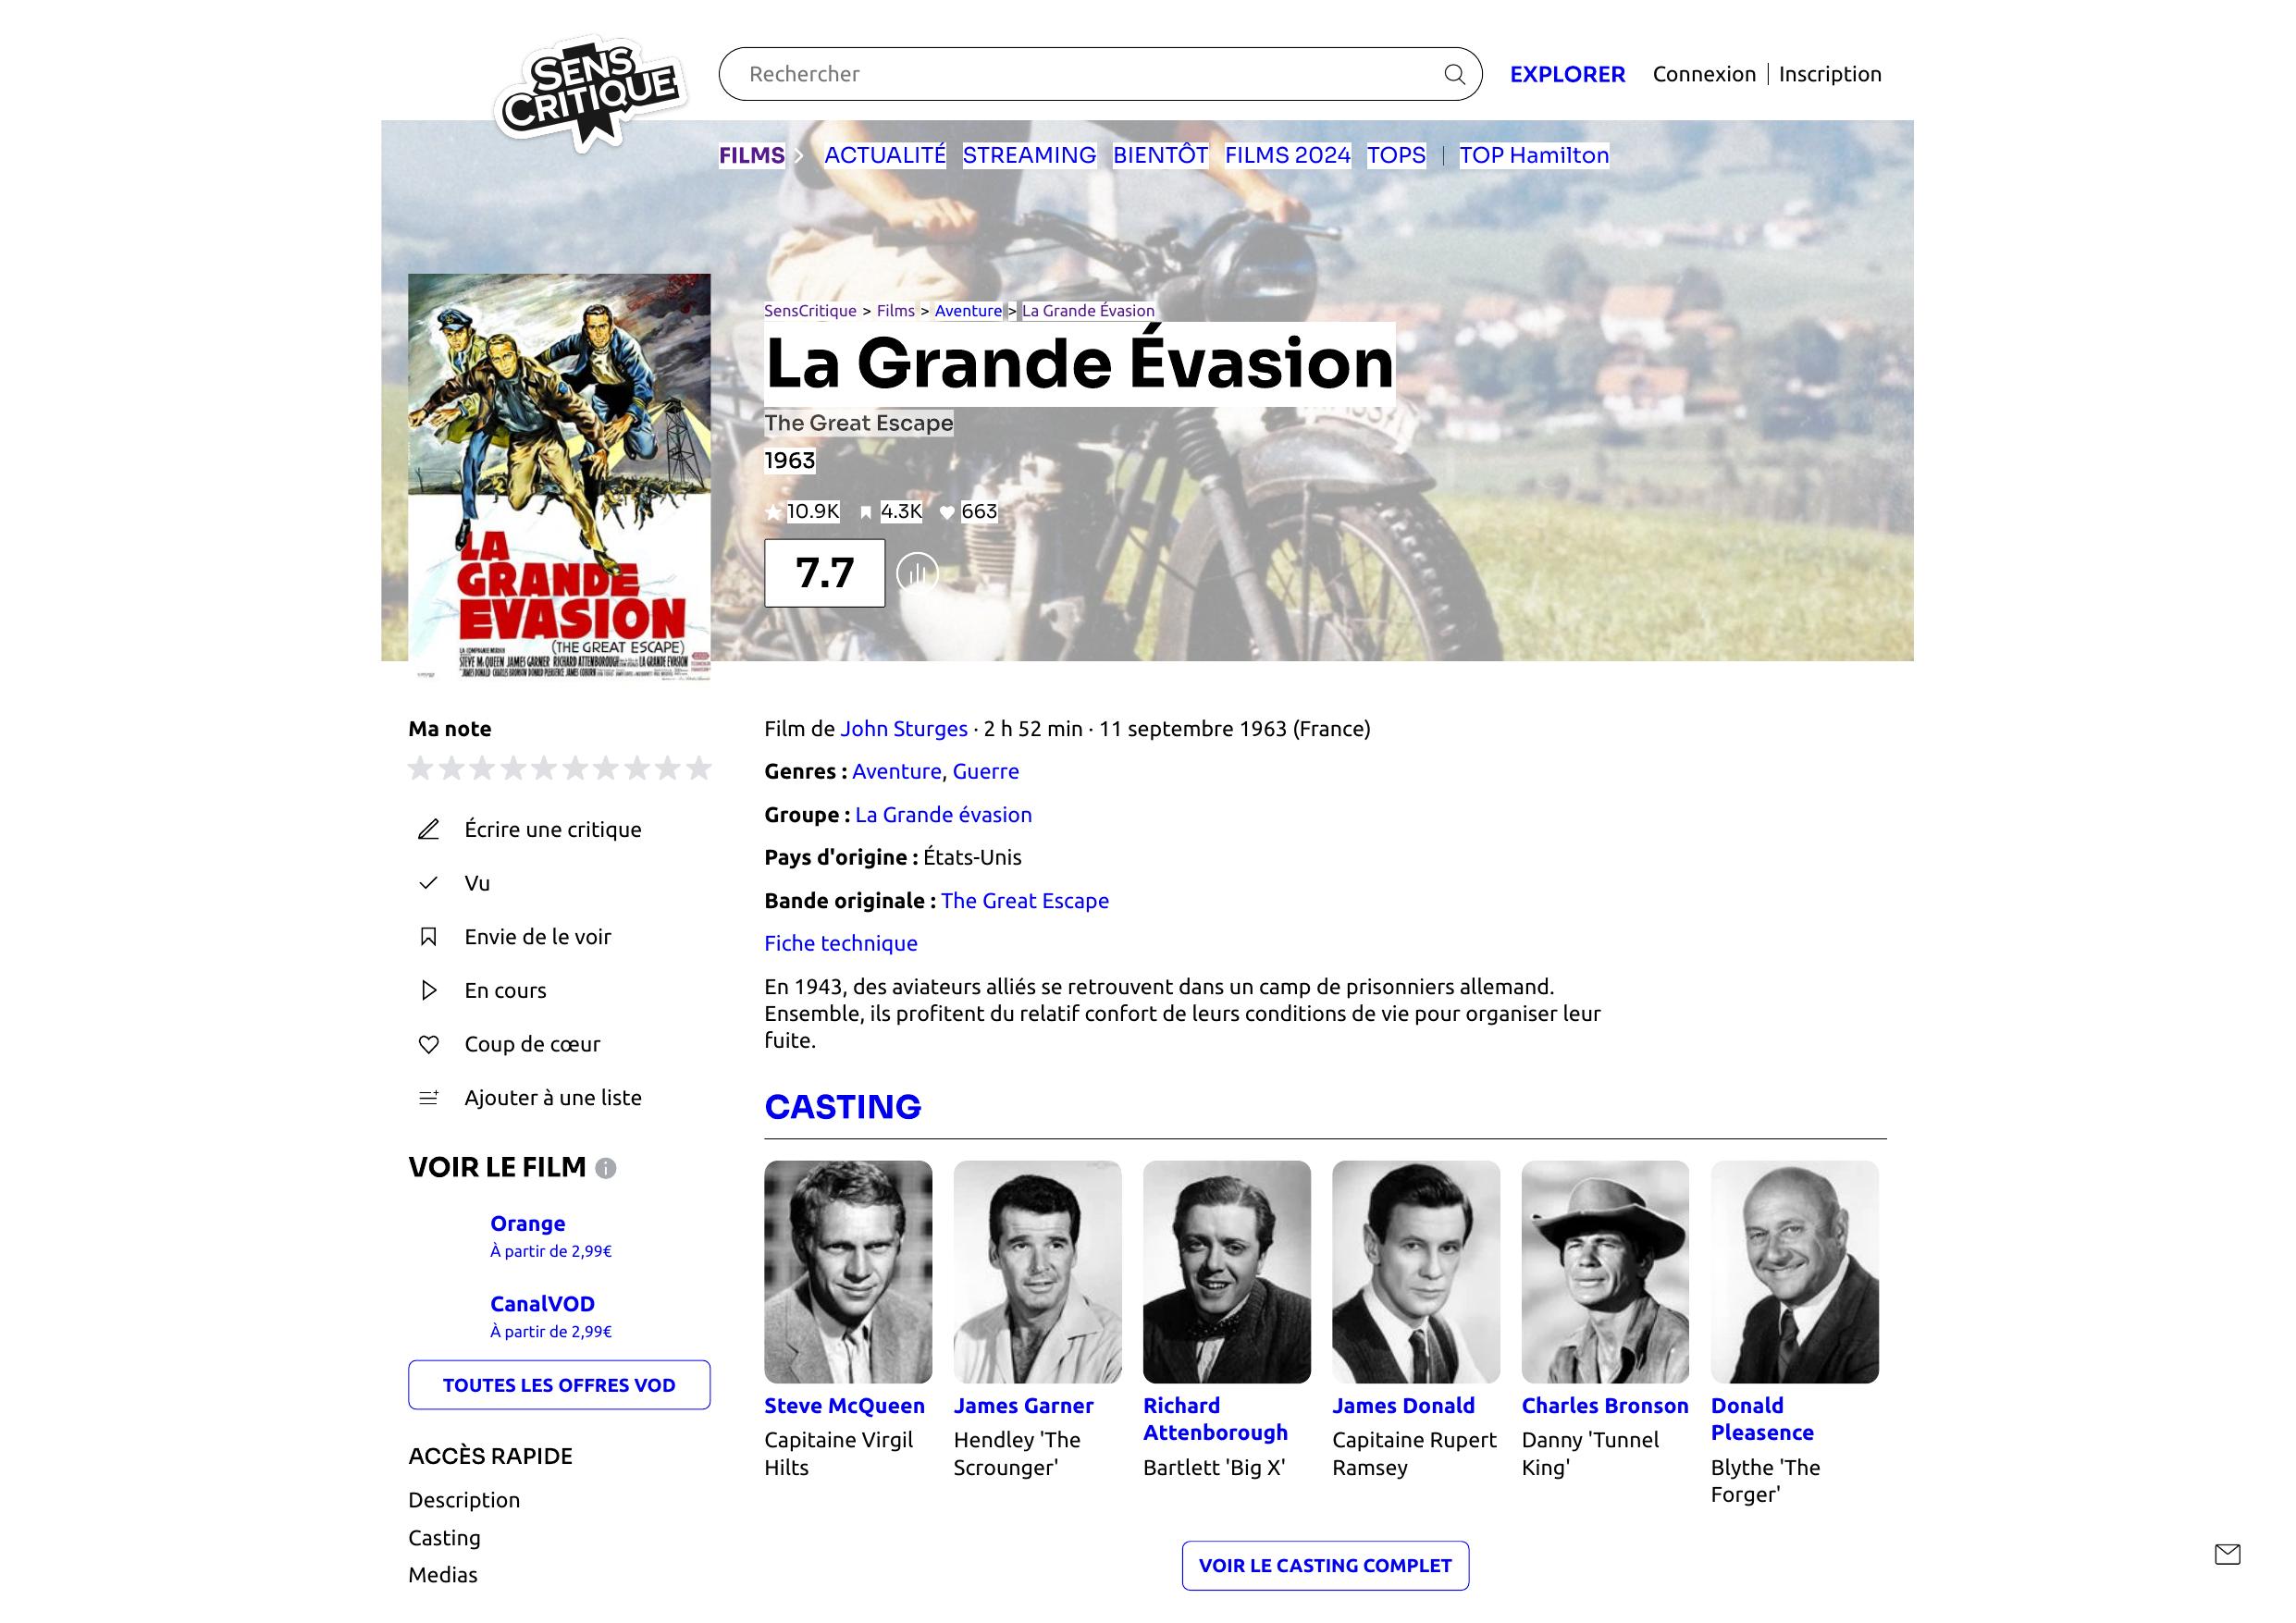 SENS
CRITIQUE
Rechercher
EXPLORER
Connexion | Inscription
FILMS > ACTUALITÉ STREAMING BIENTÔT FILMS 2024 TOPS | TOP Hamilton
SensCritique > Films > Aventure > La Grande Évasion
La Grande Évasion
The Great Escape
1963
10.9K 4.3K 663
7.7
LA
GRANDE
EVASION
(THE GREAT ESCAPE)
STEVE McQUEEN JAMES GARNER RICHARD ATTENBOROUGH
Ma note
Écrire une critique
Vu
Envie de le voir
En cours
Coup de cœur
Ajouter à une liste
VOIR LE FILM
Orange
À partir de 2,99€
CanalVOD
À partir de 2,99€
TOUTES LES OFFRES VOD
ACCÈS RAPIDE
Description
Casting
Medias
Film de John Sturges · 2 h 52 min · 11 septembre 1963 (France)
Genres : Aventure, Guerre
Groupe : La Grande évasion
Pays d'origine : États-Unis
Bande originale : The Great Escape
Fiche technique
En 1943, des aviateurs alliés se retrouvent dans un camp de prisonniers allemand.
Ensemble, ils profitent du relatif confort de leurs conditions de vie pour organiser leur
fuite.
CASTING
Steve McQueen
Capitaine Virgil
Hilts
James Garner
Hendley 'The
Scrounger'
Richard
Attenborough
Bartlett 'Big X'
James Donald
Capitaine Rupert
Ramsey
Charles Bronson
Danny 'Tunnel
King'
Donald
Pleasence
Blythe 'The
Forger'
VOIR LE CASTING COMPLET